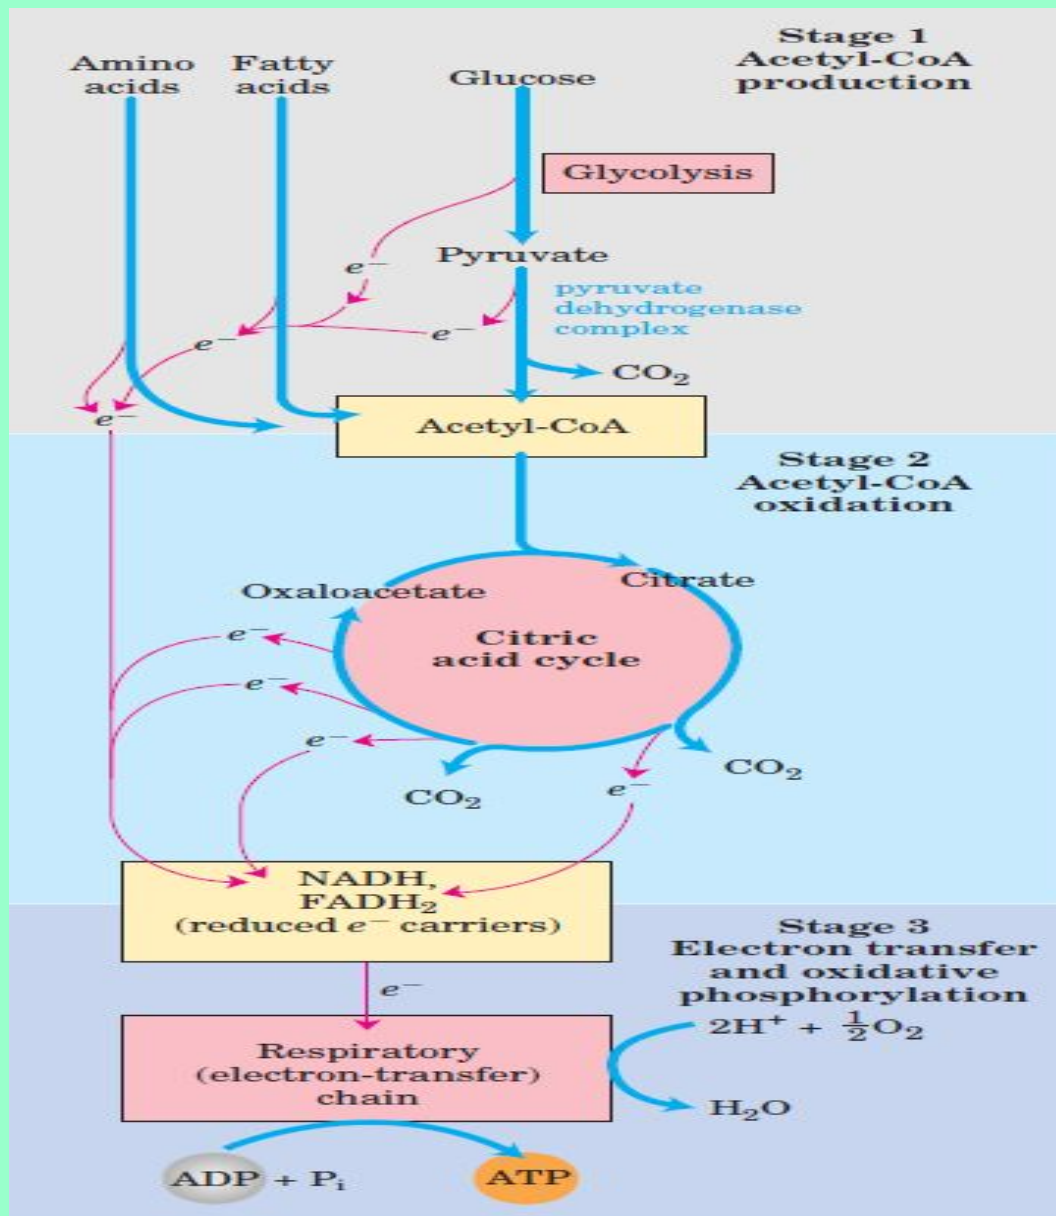 Stage 1
Acetyl-CoA
production
Amino
acids
Fatty
acids
Glucose
Glycolysis
Pyruvate
e⁻
pyruvate
dehydrogenase
complex
e⁻
e⁻
CO₂
e⁻
Acetyl-CoA
Stage 2
Acetyl-CoA
oxidation
Oxaloacetate
Citrate
Citric
acid cycle
e⁻
e⁻
e⁻
CO₂
CO₂
e⁻
NADH,
FADH₂
(reduced e⁻ carriers)
Stage 3
Electron transfer
and oxidative
phosphorylation
e⁻
2H⁺ + ½O₂
Respiratory
(electron-transfer)
chain
H₂O
ADP + Pᵢ
ATP